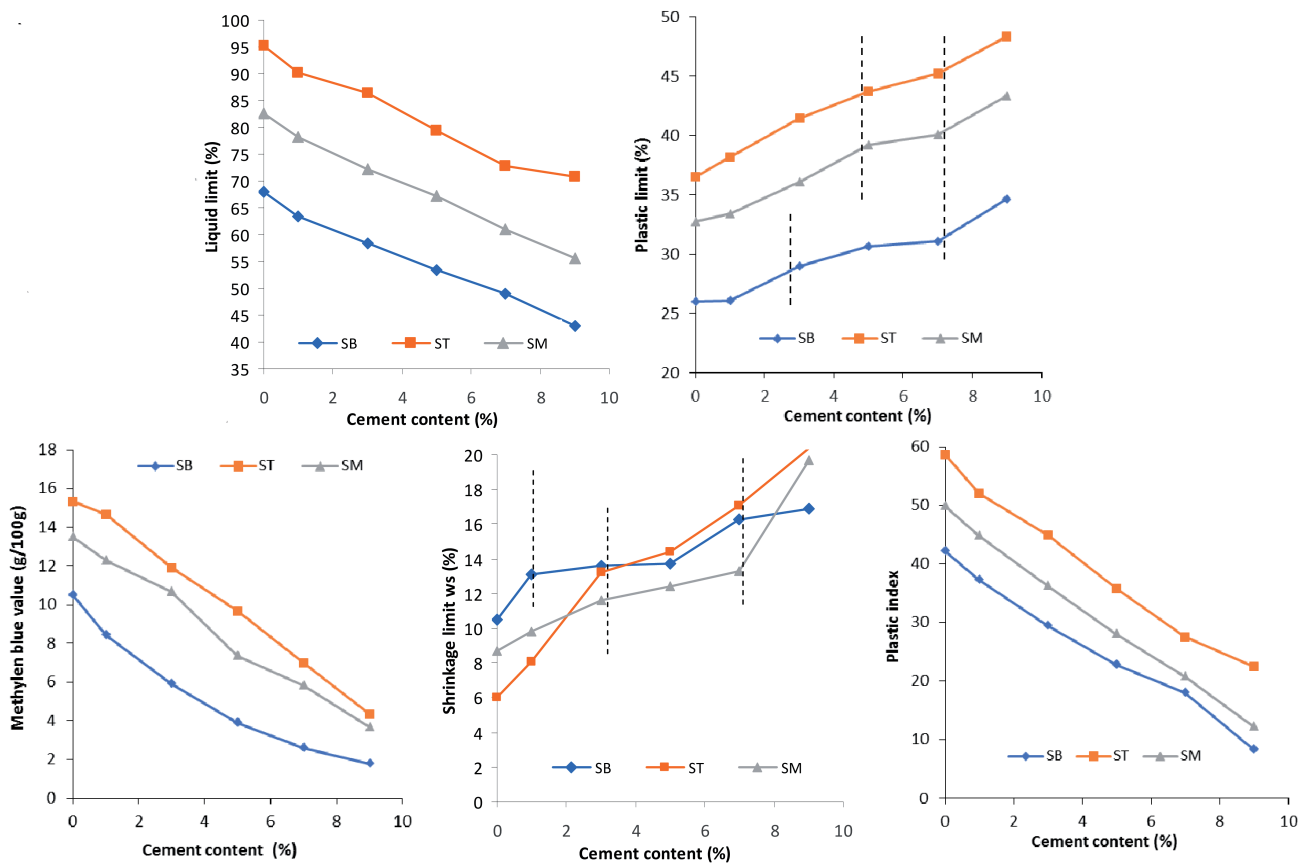 Liquid limit (%)
100
95
90
85
80
75
70
65
60
55
50
45
40
35
SB ST SM
0 2 4 6 8 10
Cement content (%)
Plastic limit (%)
50
45
40
35
30
25
20
SB ST SM
0 2 4 6 8 10
Cement content (%)
Methylen blue value (g/100g)
18
16
14
12
10
8
6
4
2
0
SB ST SM
0 2 4 6 8 10
Cement content (%)
Shrinkage limit ws (%)
20
18
16
14
12
10
8
6
4
2
0
SB ST SM
0 2 4 6 8 10
Cement content (%)
Plastic index
60
50
40
30
20
10
0
SB ST SM
0 2 4 6 8 10
Cement content (%)